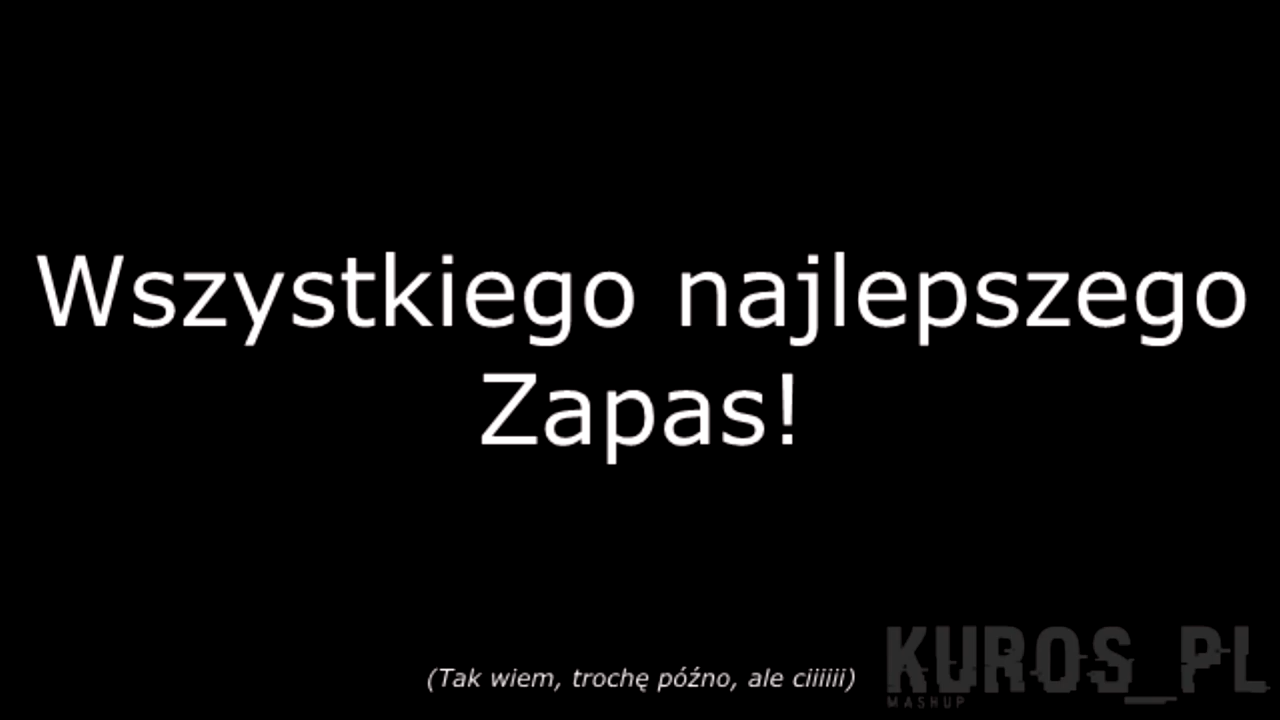 Wszystkiego najlepszego
Zapas!
(Tak wiem, trochę późno, ale ciiiiii)
KUROS_PL
MASHUP